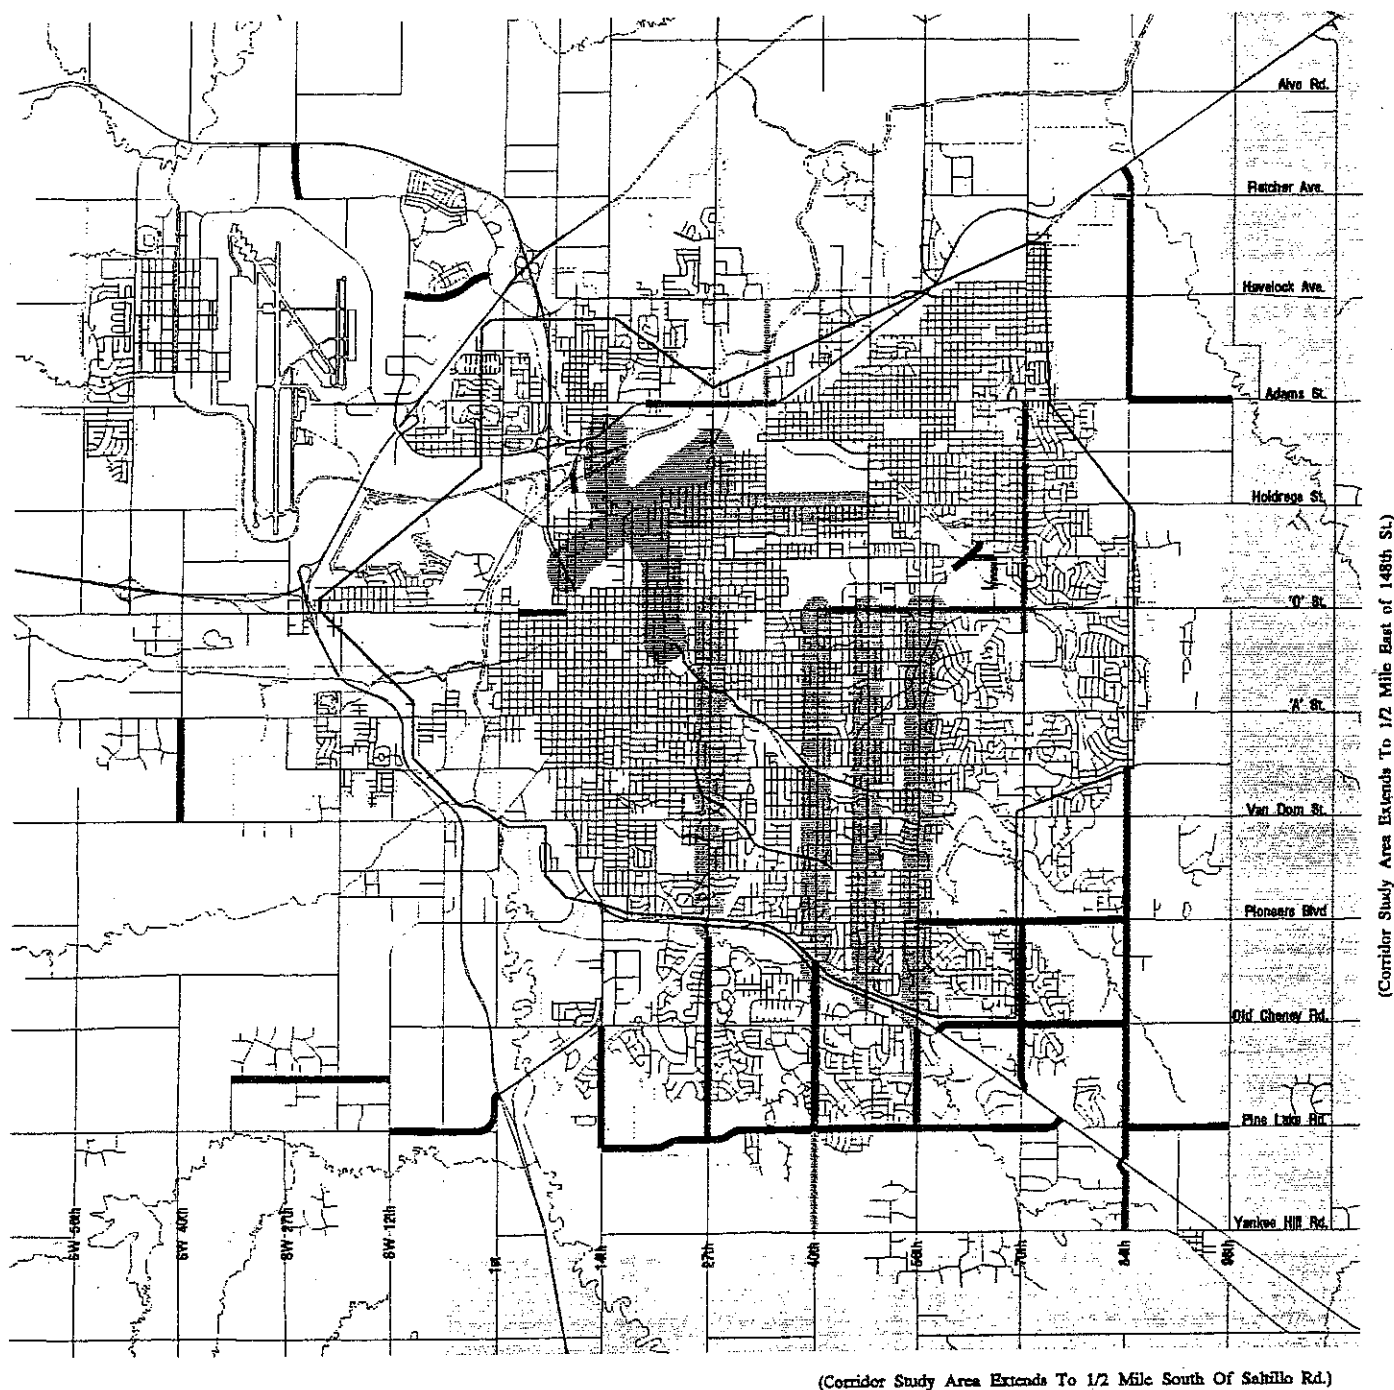 Alvo Rd.
Fletcher Ave.
Havelock Ave.
Adams St.
Holdrege St.
'O' St.
'A' St.
Van Dorn St.
Pioneers Blvd
Old Cheney Rd.
Pine Lake Rd.
Yankee Hill Rd.
SW 56th
SW 40th
SW 27th
SW 12th
1st
14th
27th
40th
56th
70th
84th
98th
(Corridor Study Area Extends To 1/2 Mile East of 148th St.)
(Corridor Study Area Extends To 1/2 Mile South Of Saltillo Rd.)